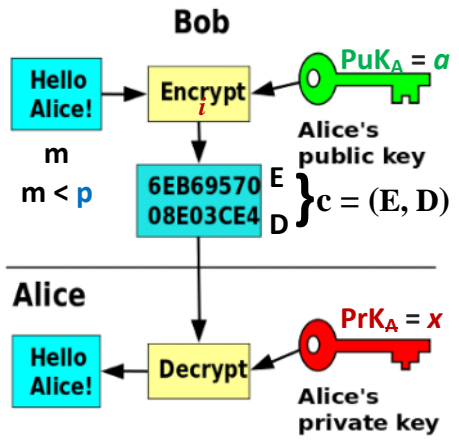 Bob
Hello
Alice!
Encrypt
i
PuKA = a
Alice's
public key
m
m < p
6EB69570 E
08E03CE4 D
} c = (E, D)
Alice
Hello
Alice!
Decrypt
PrKA = x
Alice's
private key